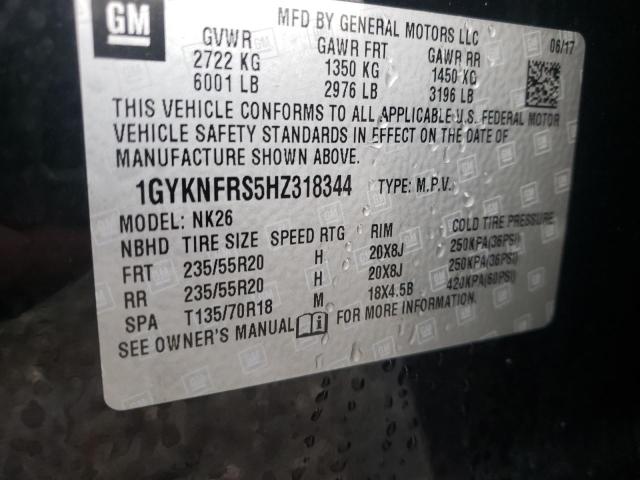 GM
MFD BY GENERAL MOTORS LLC
GVWR GAWR FRT GAWR RR 06/17
2722 KG 1350 KG 1450 KG
6001 LB 2976 LB 3196 LB
THIS VEHICLE CONFORMS TO ALL APPLICABLE U.S. FEDERAL MOTOR
VEHICLE SAFETY STANDARDS IN EFFECT ON THE DATE OF
MANUFACTURE SHOWN ABOVE.
1GYKNFRS5HZ318344 TYPE: M.P.V.
MODEL: NK26
NBHD TIRE SIZE SPEED RTG RIM COLD TIRE PRESSURE
FRT 235/55R20 H 20X8J 250KPA(36PSI)
RR 235/55R20 H 20X8J 250KPA(36PSI)
SPA T135/70R18 M 18X4.5B 420KPA(60PSI)
SEE OWNER'S MANUAL FOR MORE INFORMATION.